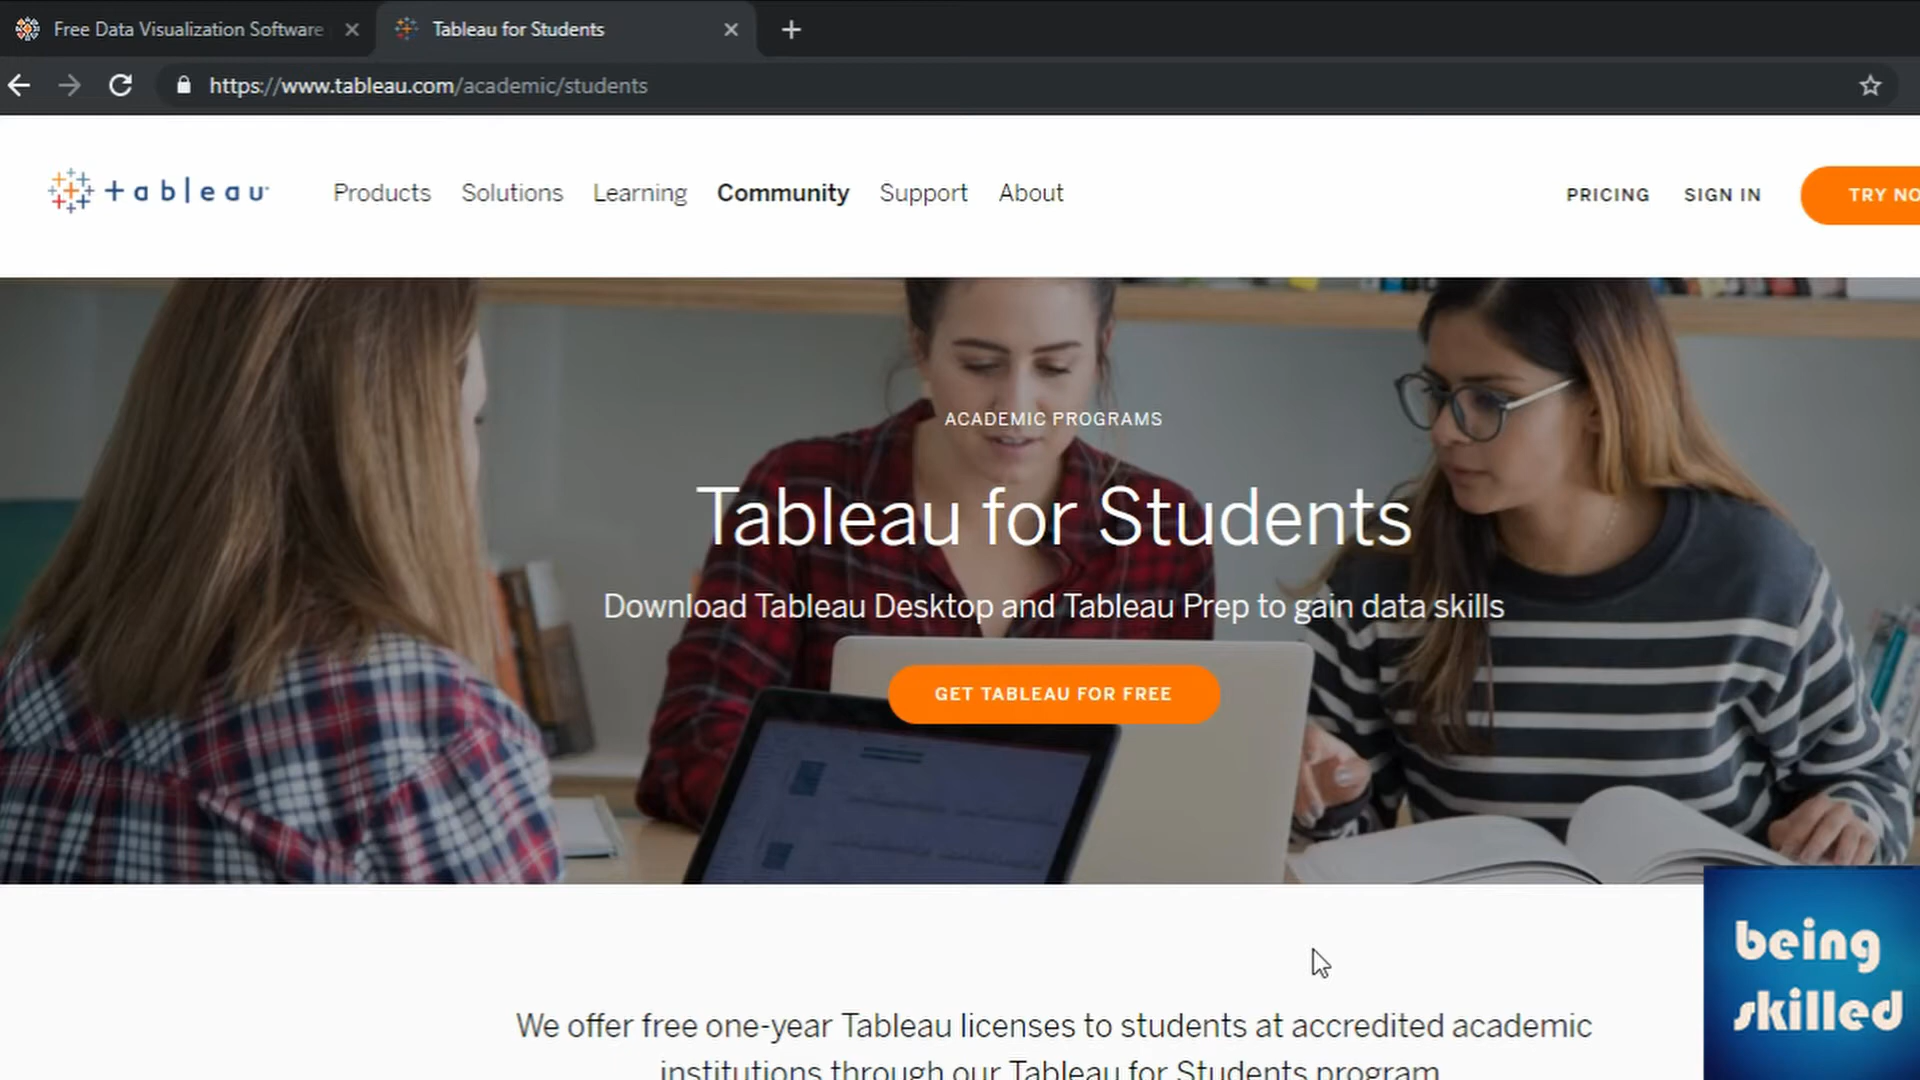 Free Data Visualization Software
Tableau for Students
https://www.tableau.com/academic/students
+ a b | e a u
Products
Solutions
Learning
Community
Support
About
PRICING
SIGN IN
TRY NO
ACADEMIC PROGRAMS
Tableau for Students
Download Tableau Desktop and Tableau Prep to gain data skills
GET TABLEAU FOR FREE
We offer free one-year Tableau licenses to students at accredited academic
institutions through our Tableau for Students program
being
skilled